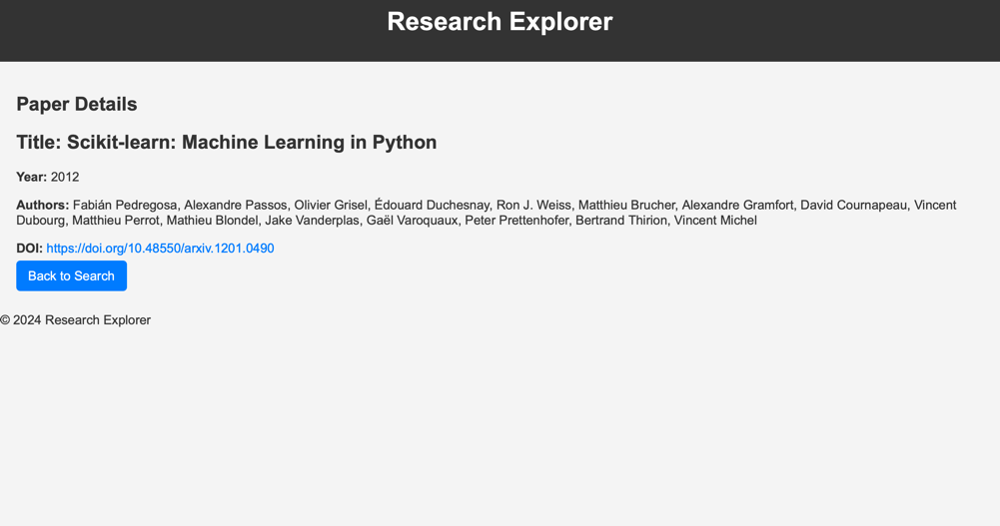 Research Explorer
Paper Details
Title: Scikit-learn: Machine Learning in Python
Year: 2012
Authors: Fabián Pedregosa, Alexandre Passos, Olivier Grisel, Édouard Duchesnay, Ron J. Weiss, Matthieu Brucher, Alexandre Gramfort, David Cournapeau, Vincent
Dubourg, Matthieu Perrot, Mathieu Blondel, Jake Vanderplas, Gaël Varoquaux, Peter Prettenhofer, Bertrand Thirion, Vincent Michel
DOI: https://doi.org/10.48550/arxiv.1201.0490
Back to Search
© 2024 Research Explorer